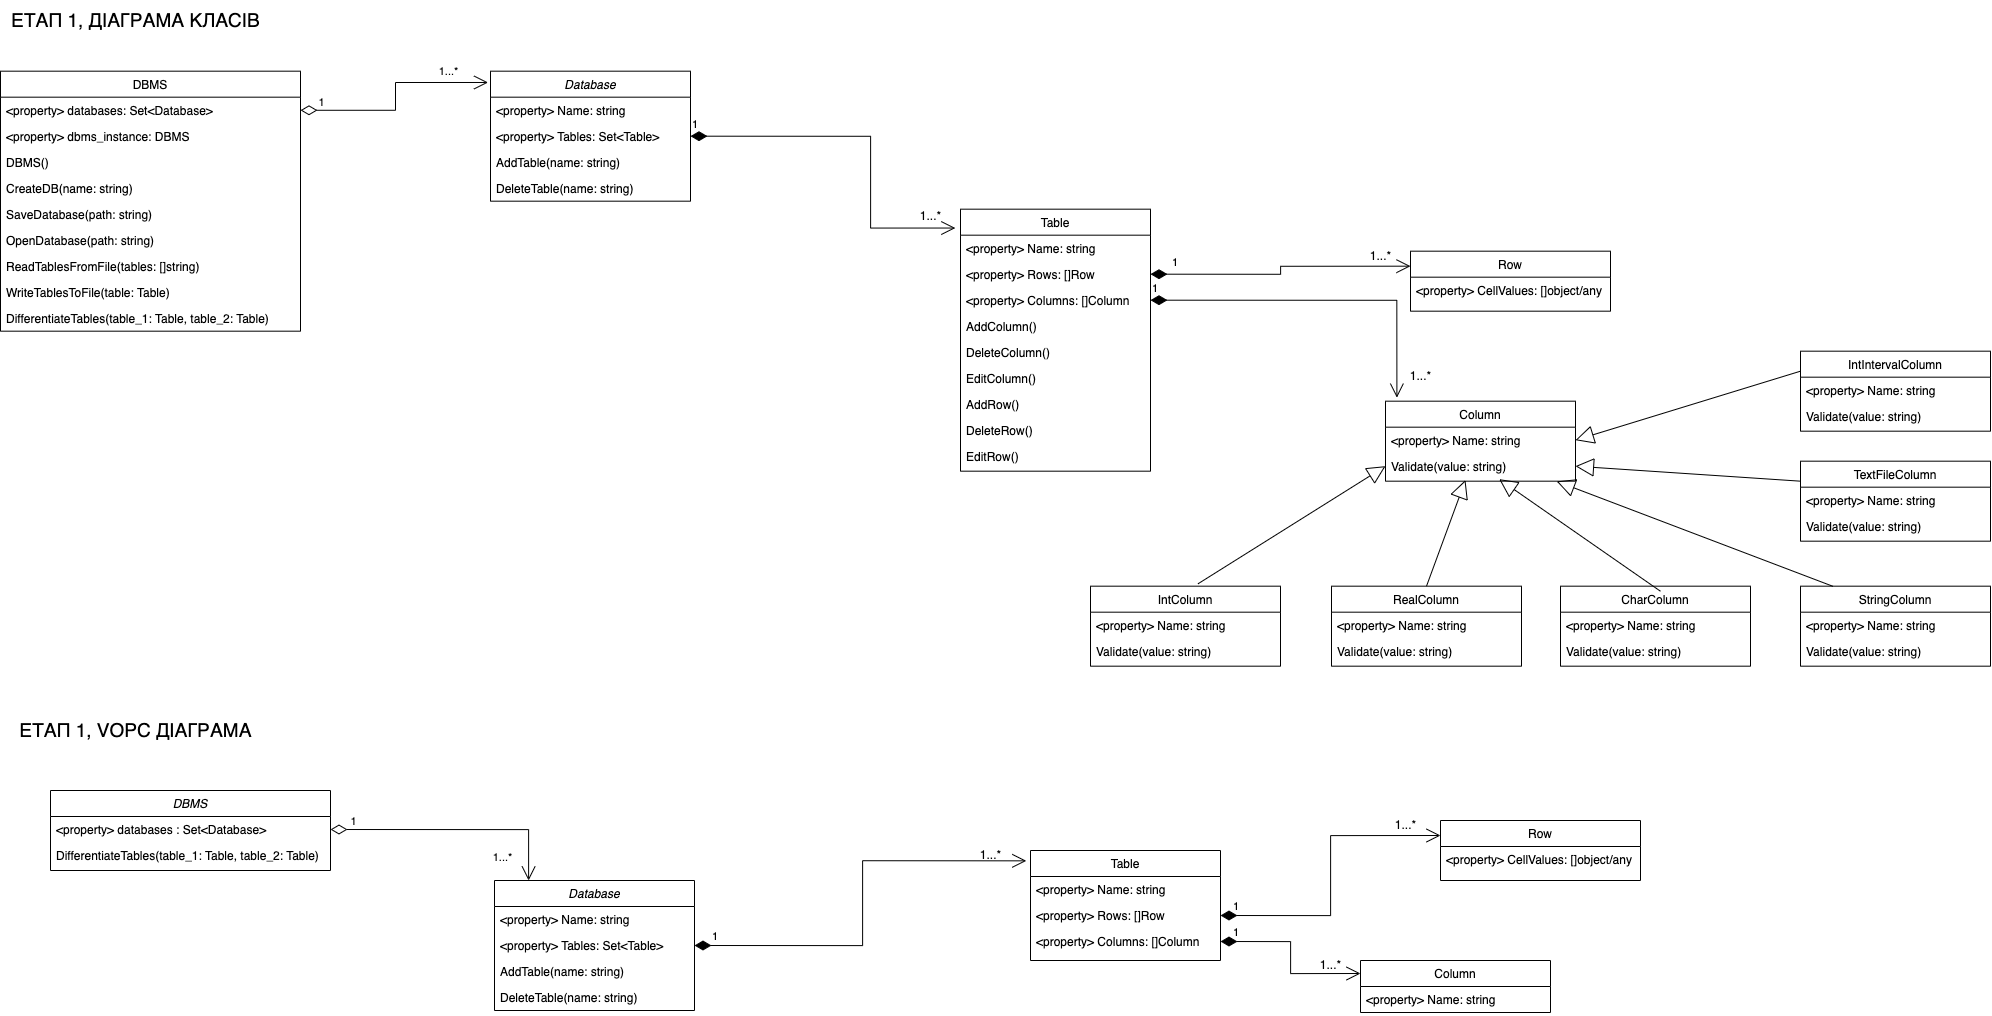 ЕТАП 1, ДІАГРАМА КЛАСІВ
DBMS
<property> databases: Set<Database>
<property> dbms_instance: DBMS
DBMS()
CreateDB(name: string)
SaveDatabase(path: string)
OpenDatabase(path: string)
ReadTablesFromFile(tables: []string)
WriteTablesToFile(table: Table)
DifferentiateTables(table_1: Table, table_2: Table)
1
1...*
Database
<property> Name: string
<property> Tables: Set<Table>
AddTable(name: string)
DeleteTable(name: string)
1
1...*
Table
<property> Name: string
<property> Rows: []Row
<property> Columns: []Column
AddColumn()
DeleteColumn()
EditColumn()
AddRow()
DeleteRow()
EditRow()
1
1...*
1
1...*
Row
<property> CellValues: []object/any
Column
<property> Name: string
Validate(value: string)
IntIntervalColumn
<property> Name: string
Validate(value: string)
TextFileColumn
<property> Name: string
Validate(value: string)
IntColumn
<property> Name: string
Validate(value: string)
RealColumn
<property> Name: string
Validate(value: string)
CharColumn
<property> Name: string
Validate(value: string)
StringColumn
<property> Name: string
Validate(value: string)
ЕТАП 1, VOPC ДІАГРАМА
DBMS
<property> databases : Set<Database>
DifferentiateTables(table_1: Table, table_2: Table)
1
1...*
Database
<property> Name: string
<property> Tables: Set<Table>
AddTable(name: string)
DeleteTable(name: string)
1
1...*
Table
<property> Name: string
<property> Rows: []Row
<property> Columns: []Column
1
1...*
1
1...*
Row
<property> CellValues: []object/any
Column
<property> Name: string